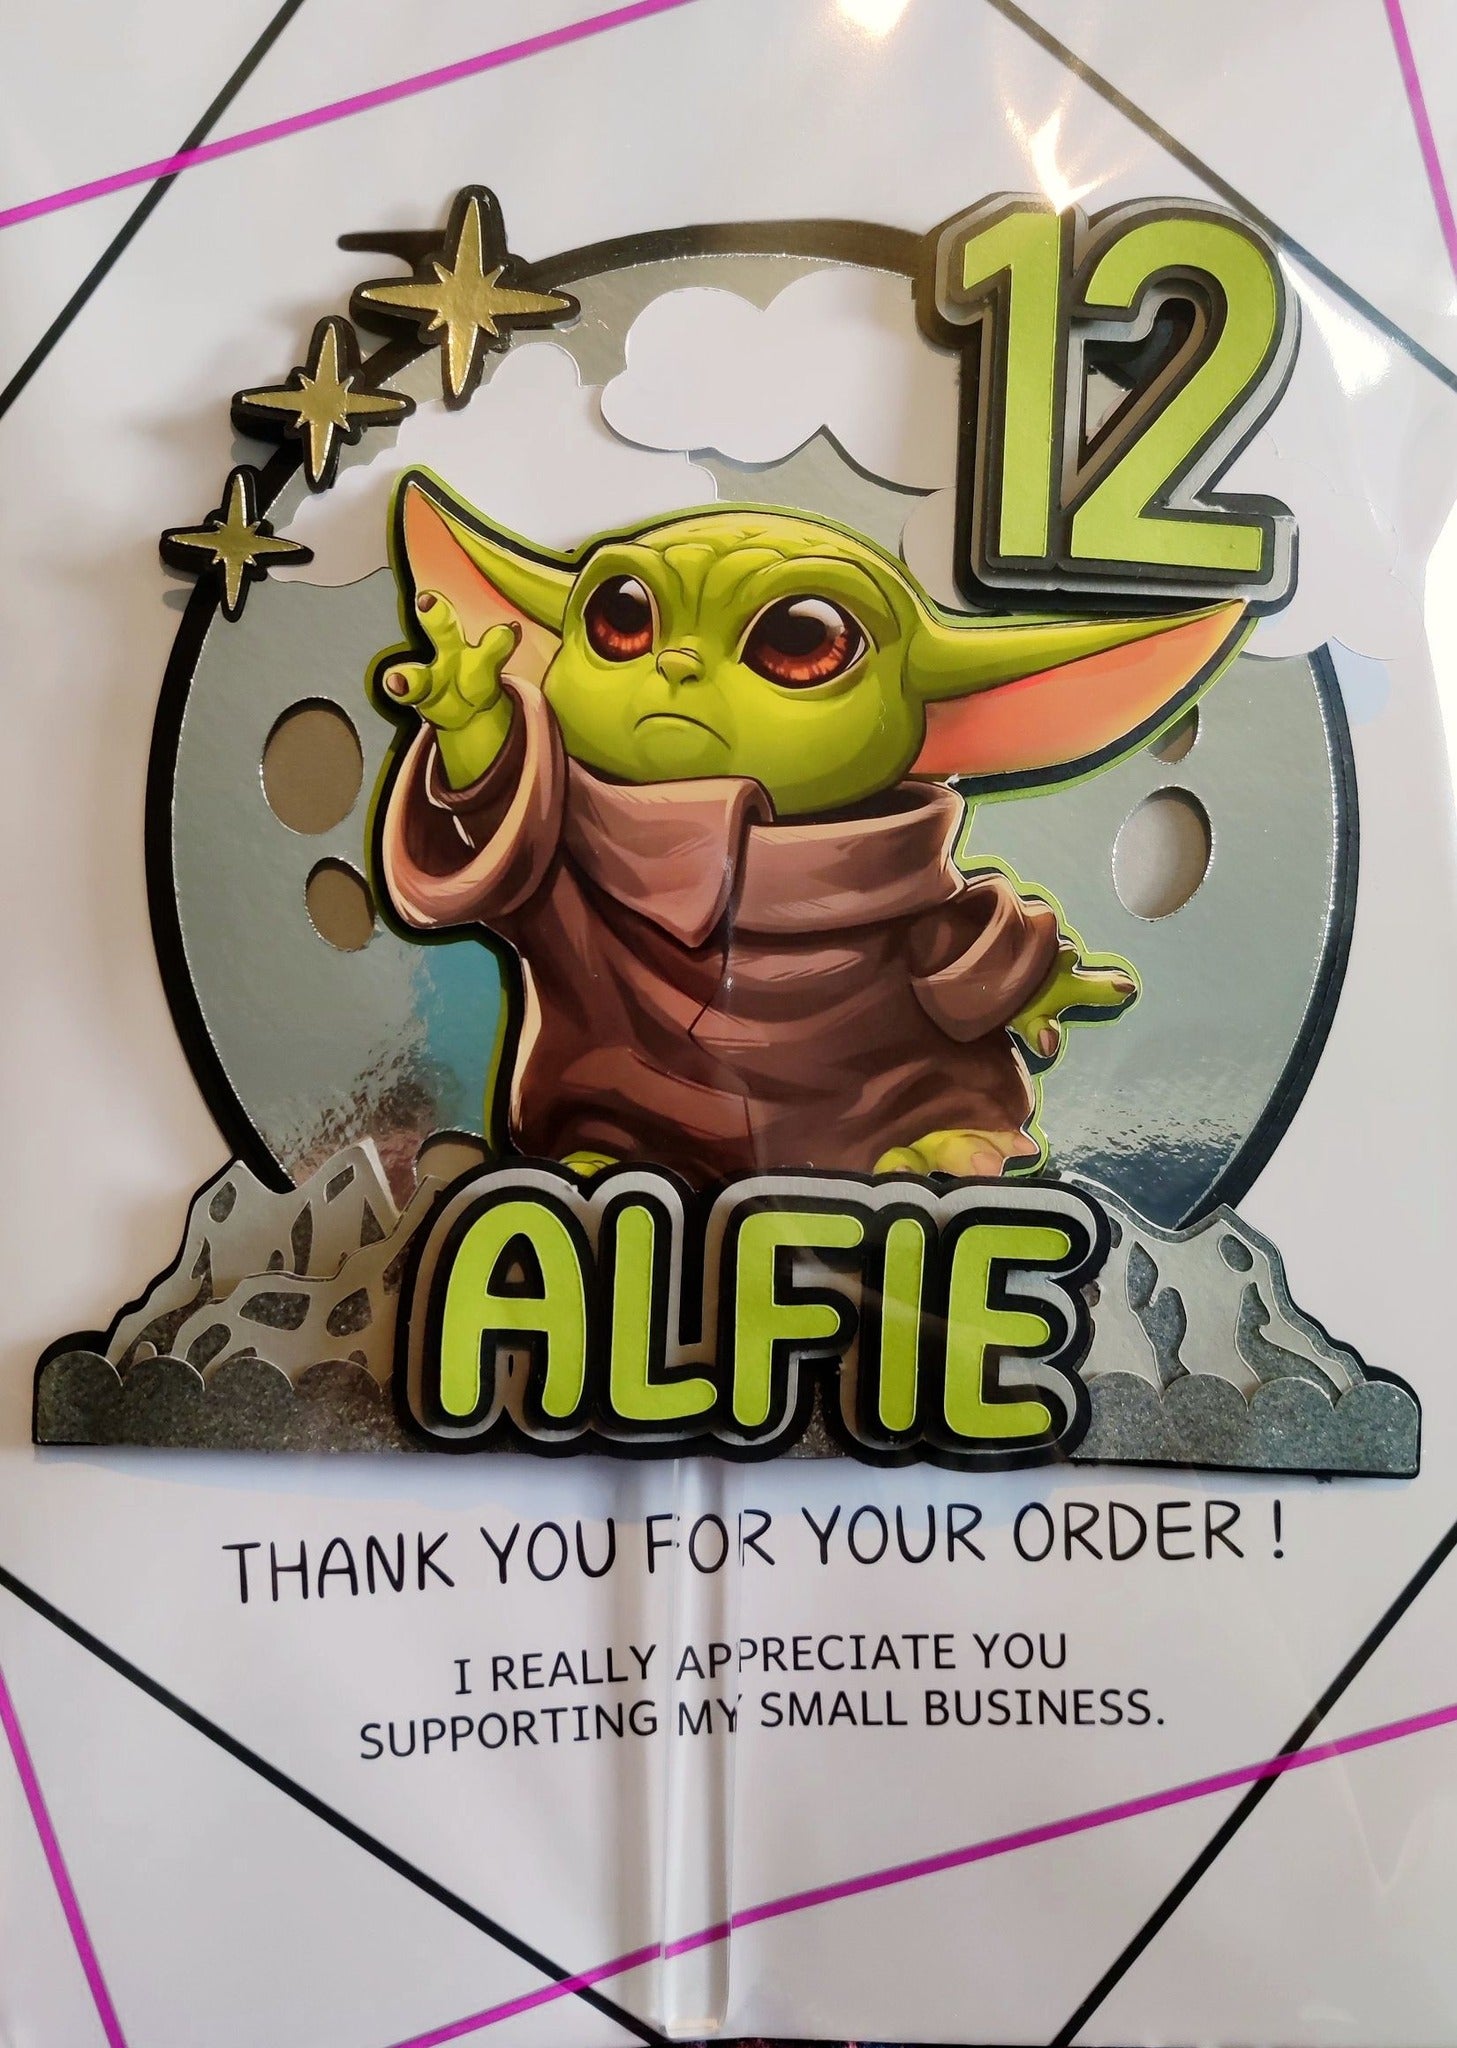 12
ALFIE
THANK YOU FOR YOUR ORDER !
I REALLY APPRECIATE YOU
SUPPORTING MY SMALL BUSINESS.